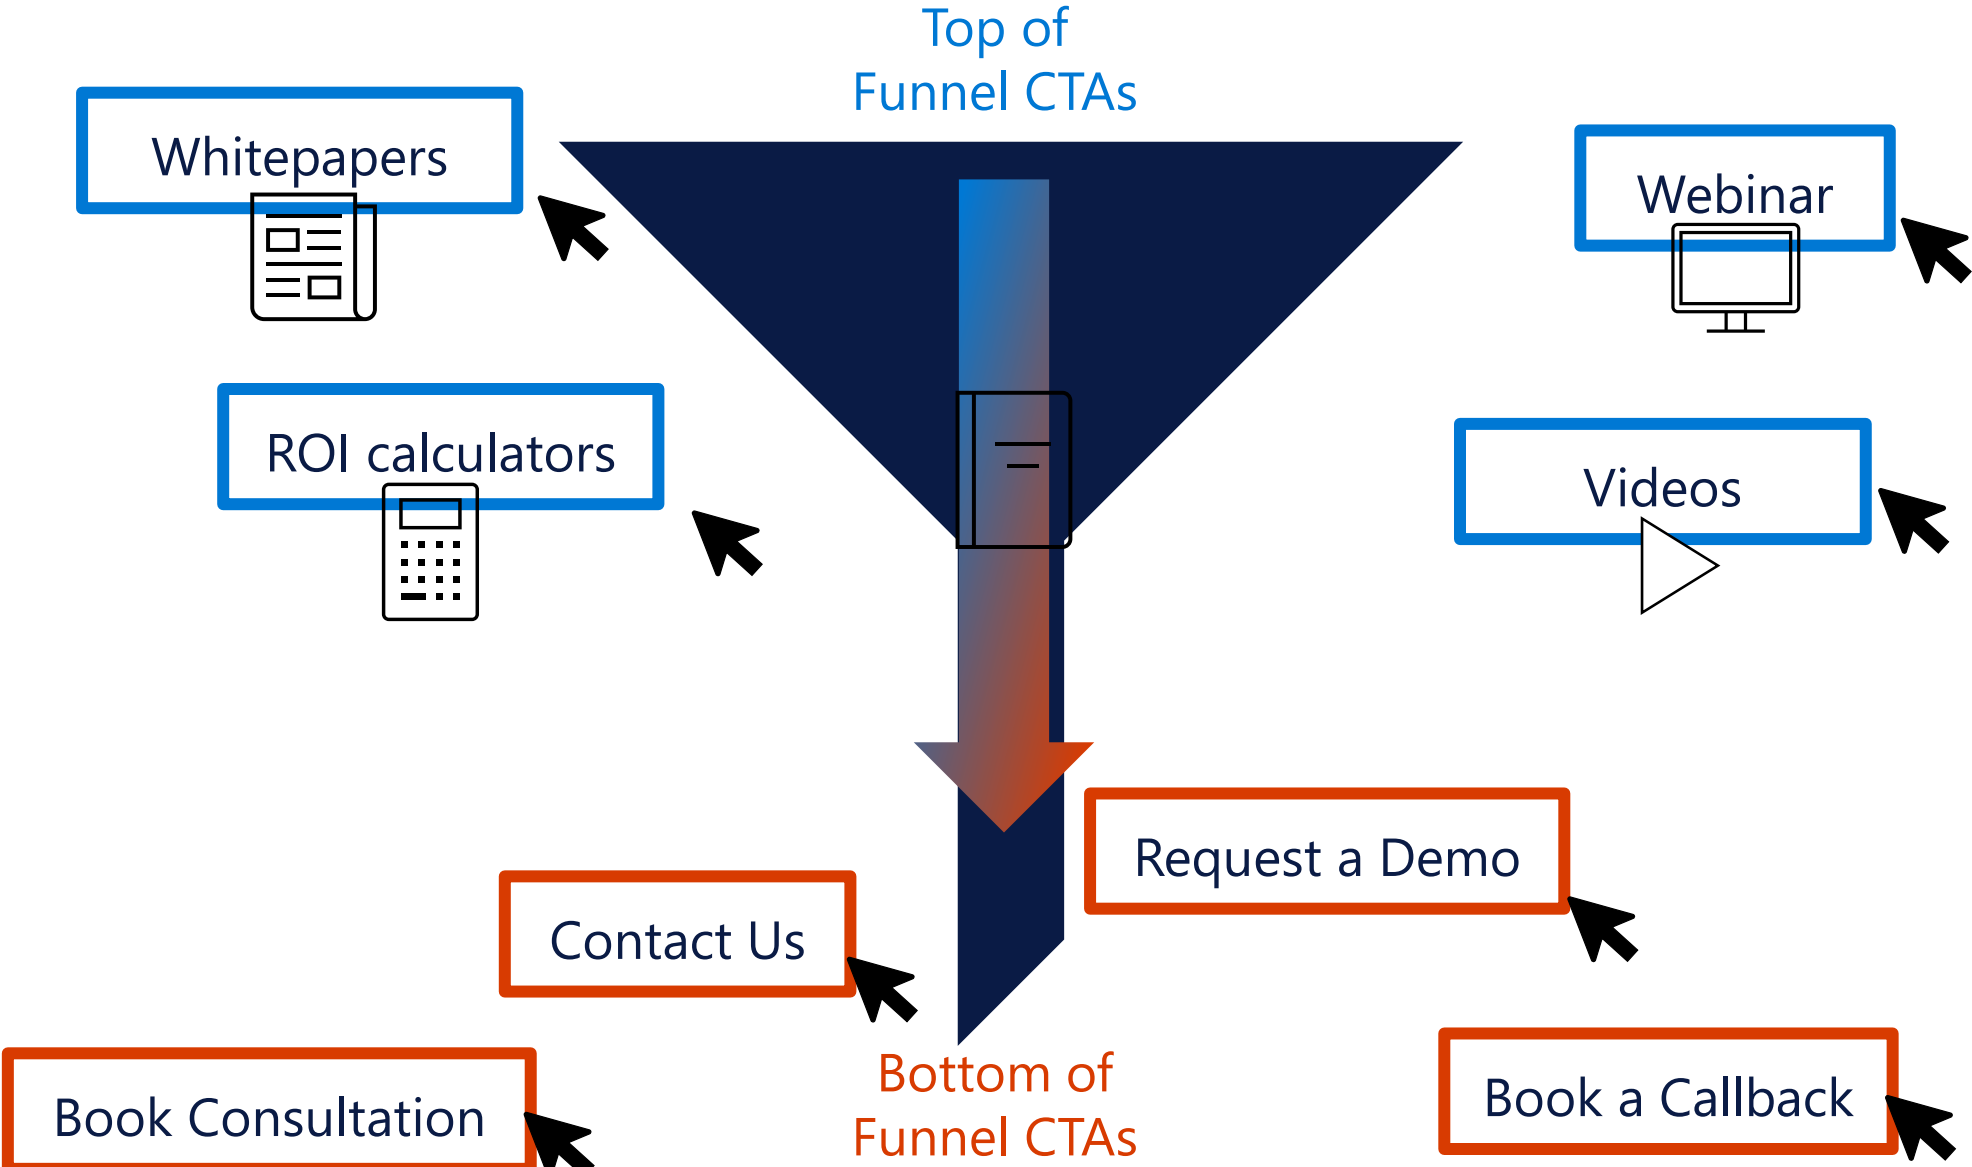 Top of
Funnel CTAs
Whitepapers
Webinar
ROI calculators
Videos
Request a Demo
Contact Us
Bottom of
Funnel CTAs
Book a Callback
Book Consultation